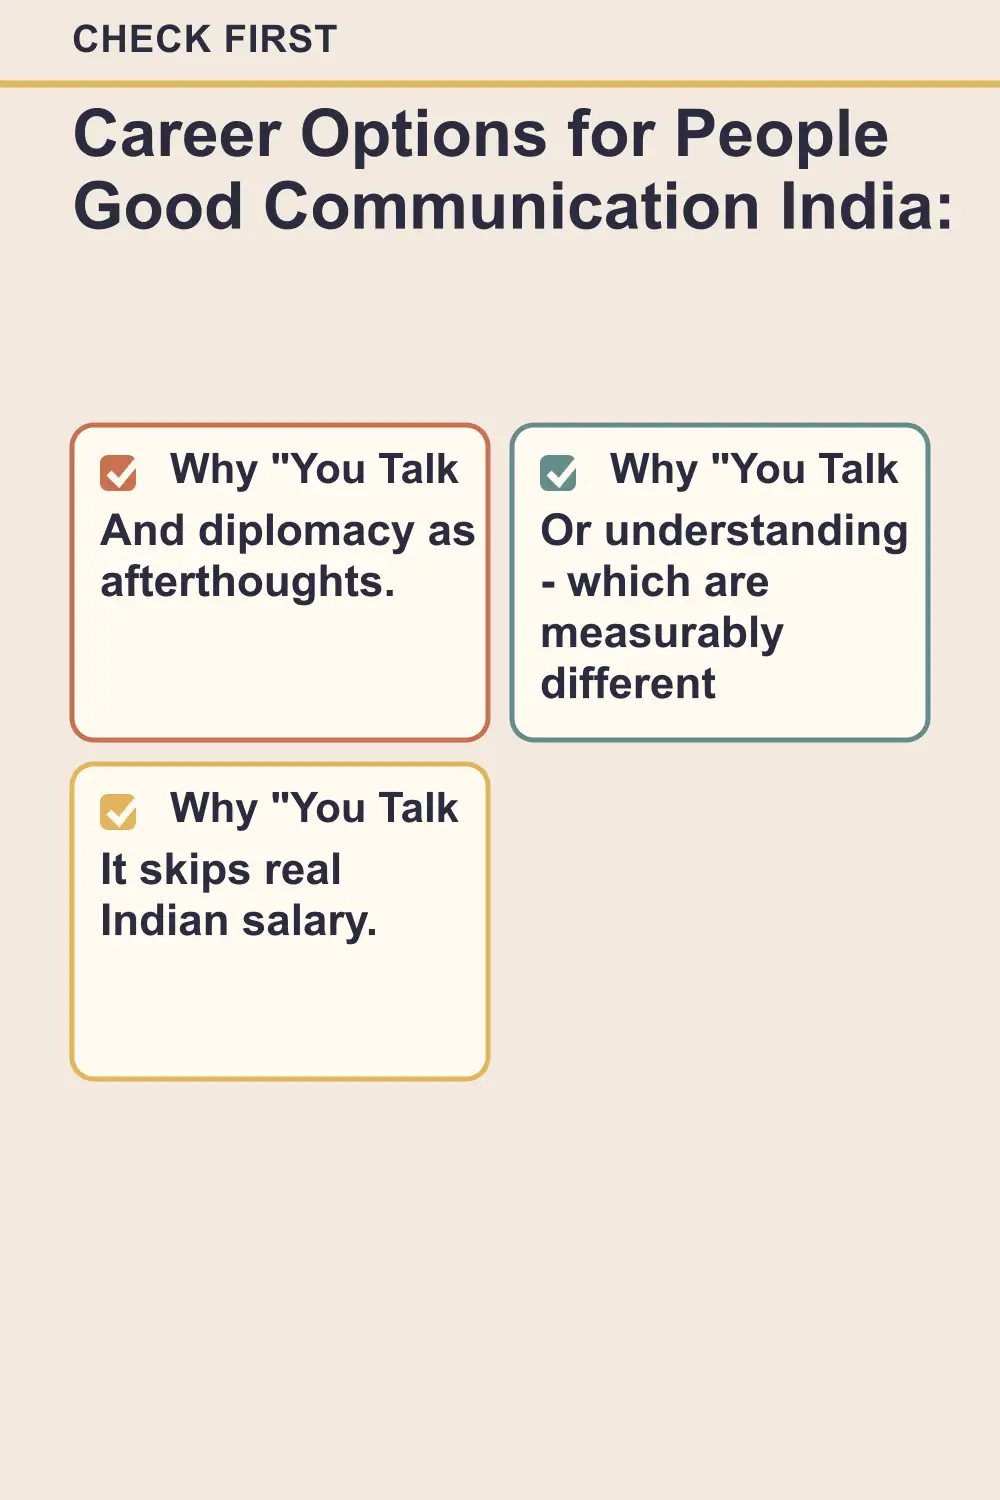 CHECK FIRST
Career Options for People
Good Communication India:
Why "You Talk
And diplomacy as
afterthoughts.
Why "You Talk
Or understanding
- which are
measurably
different
Why "You Talk
It skips real
Indian salary.